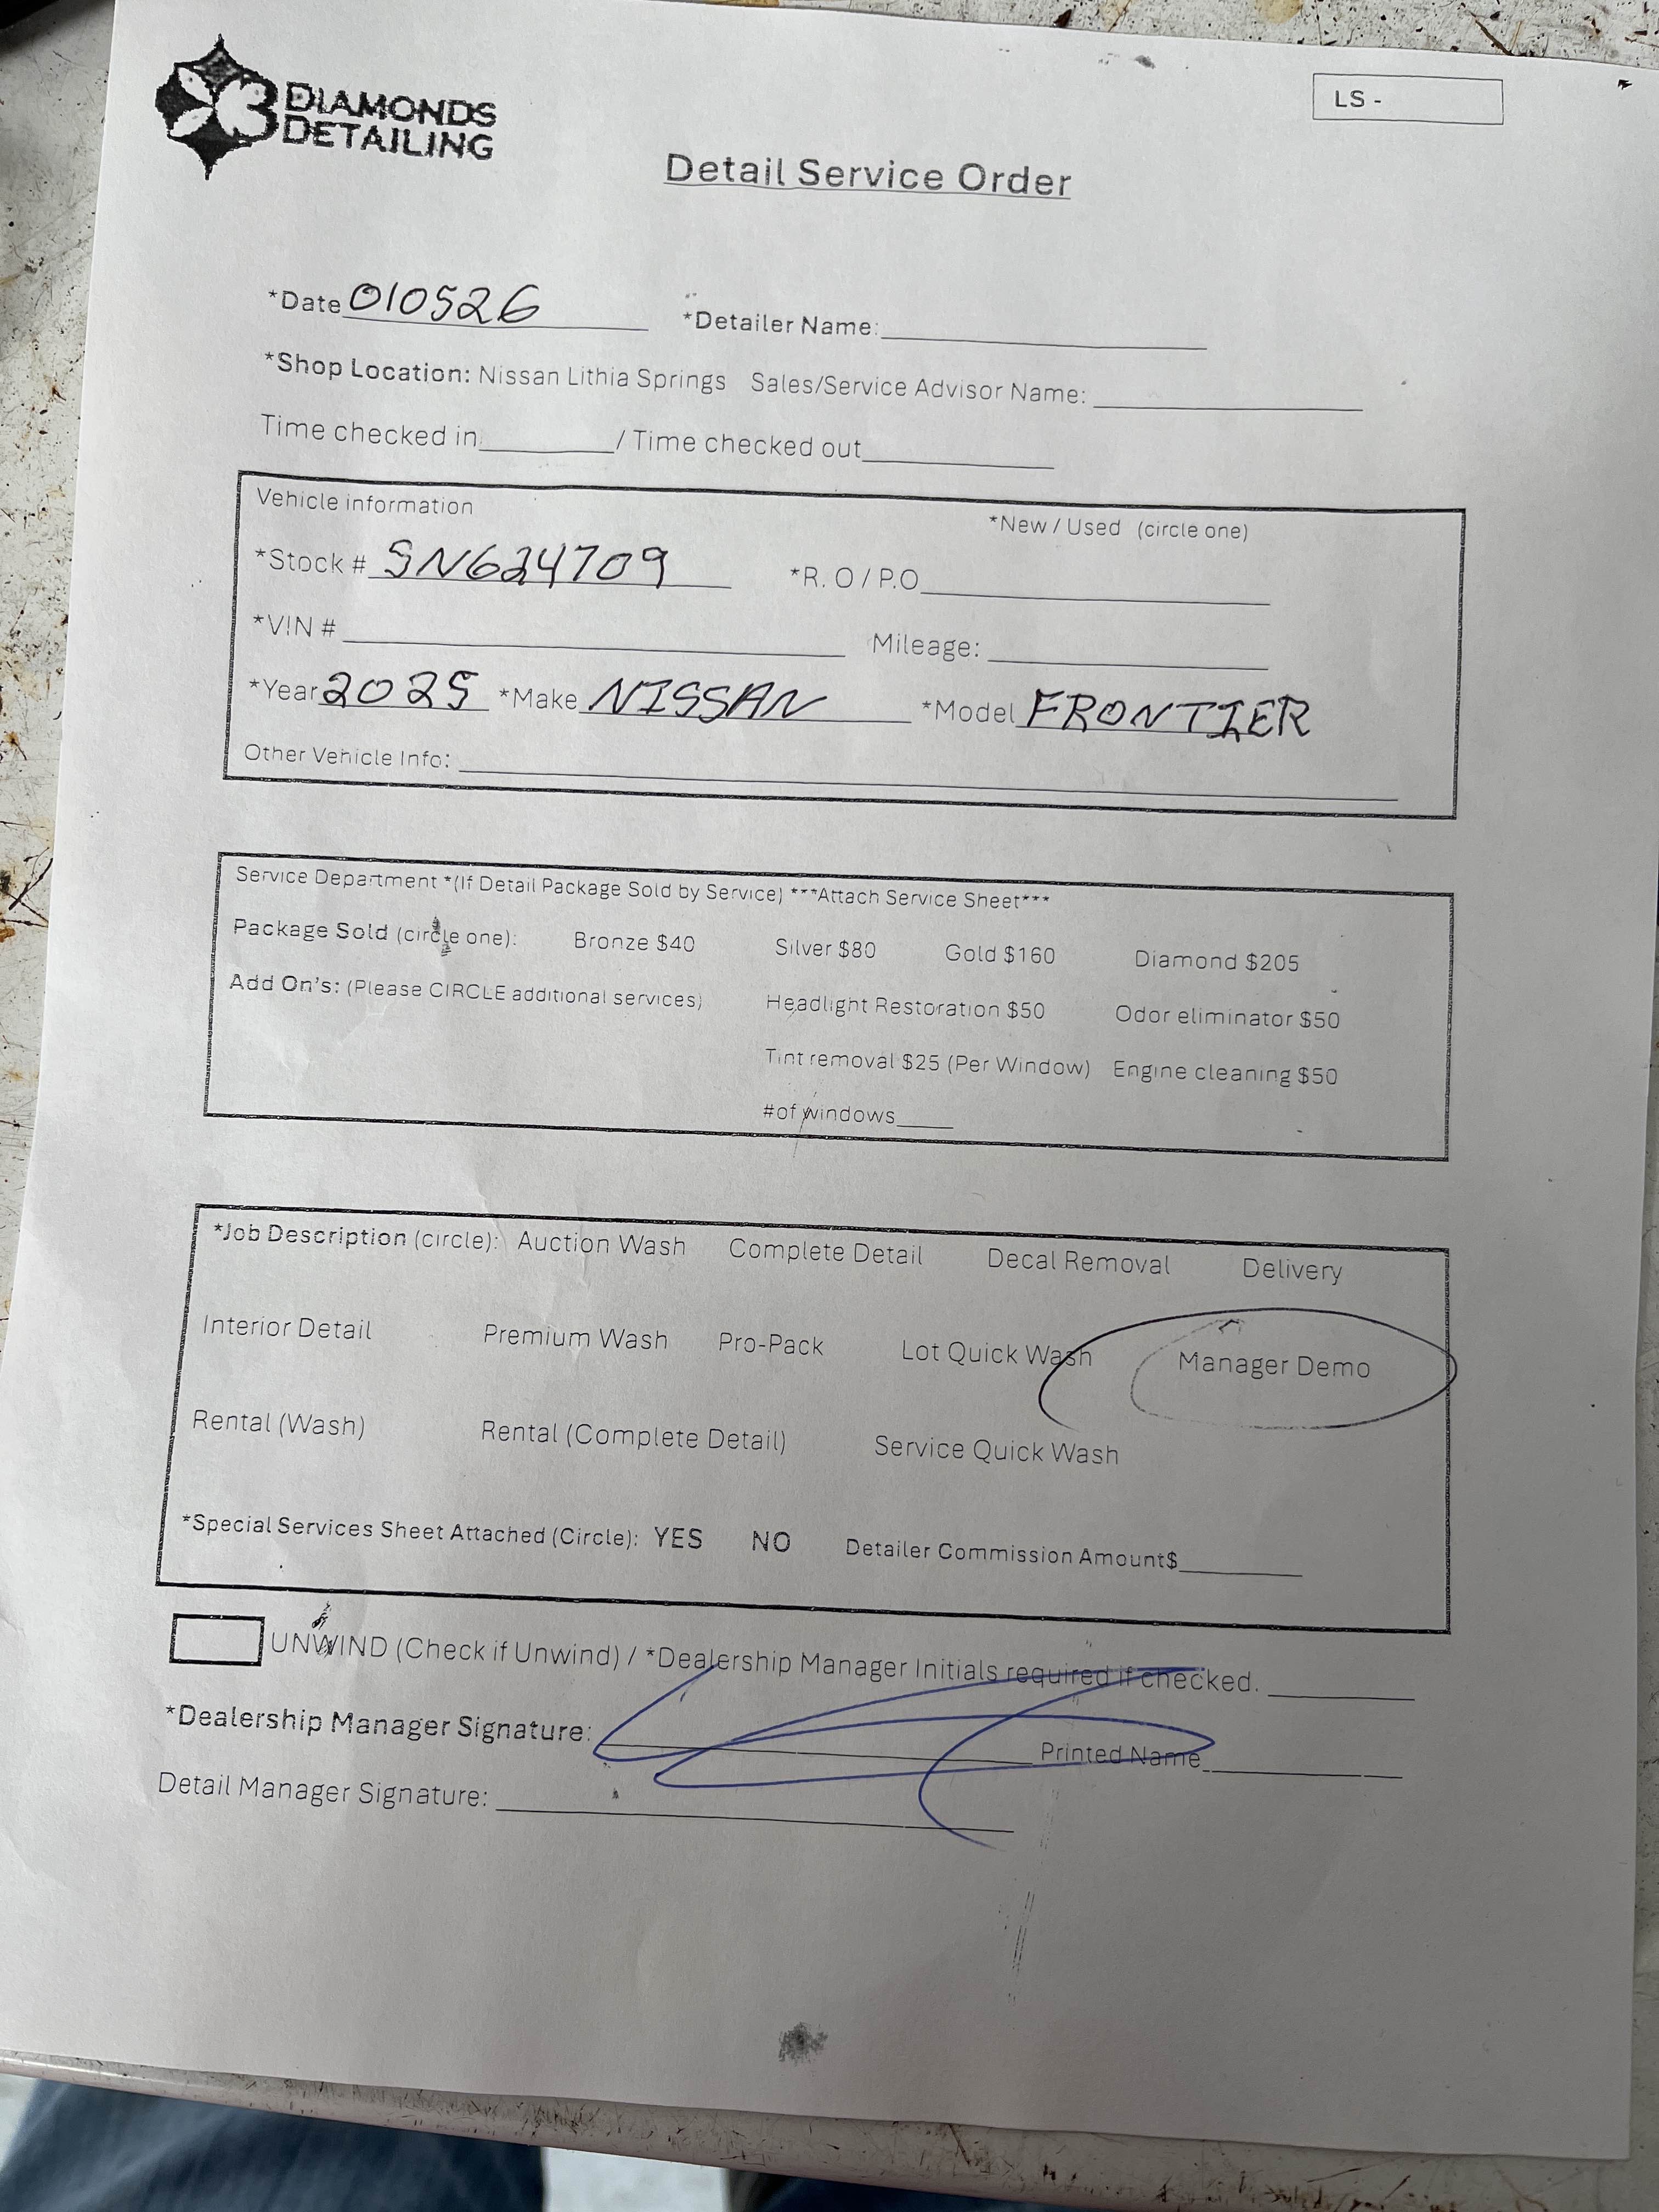 DIAMONDS
DETAILING
LS -
Detail Service Order
*Date 010526 *Detailer Name:
*Shop Location: Nissan Lithia Springs Sales/Service Advisor Name:
Time checked in: / Time checked out
Vehicle information *New / Used (circle one)
*Stock # SN624709 *R.O / P.O
*VIN # Mileage:
*Year 2025 *Make NISSAN *Model FRONTIER
Other Vehicle Info:
Service Department *(If Detail Package Sold by Service) ***Attach Service Sheet***
Package Sold (circle one): Bronze $40 Silver $80 Gold $160 Diamond $205
Add On's: (Please CIRCLE additional services) Headlight Restoration $50 Odor eliminator $50
Tint removal $25 (Per Window) Engine cleaning $50
#of windows
*Job Description (circle): Auction Wash Complete Detail Decal Removal Delivery
Interior Detail Premium Wash Pro-Pack Lot Quick Wash Manager Demo
Rental (Wash) Rental (Complete Detail) Service Quick Wash
*Special Services Sheet Attached (Circle): YES NO Detailer Commission Amount$
UNWIND (Check if Unwind) / *Dealership Manager Initials required if checked.
*Dealership Manager Signature: Printed Name
Detail Manager Signature: